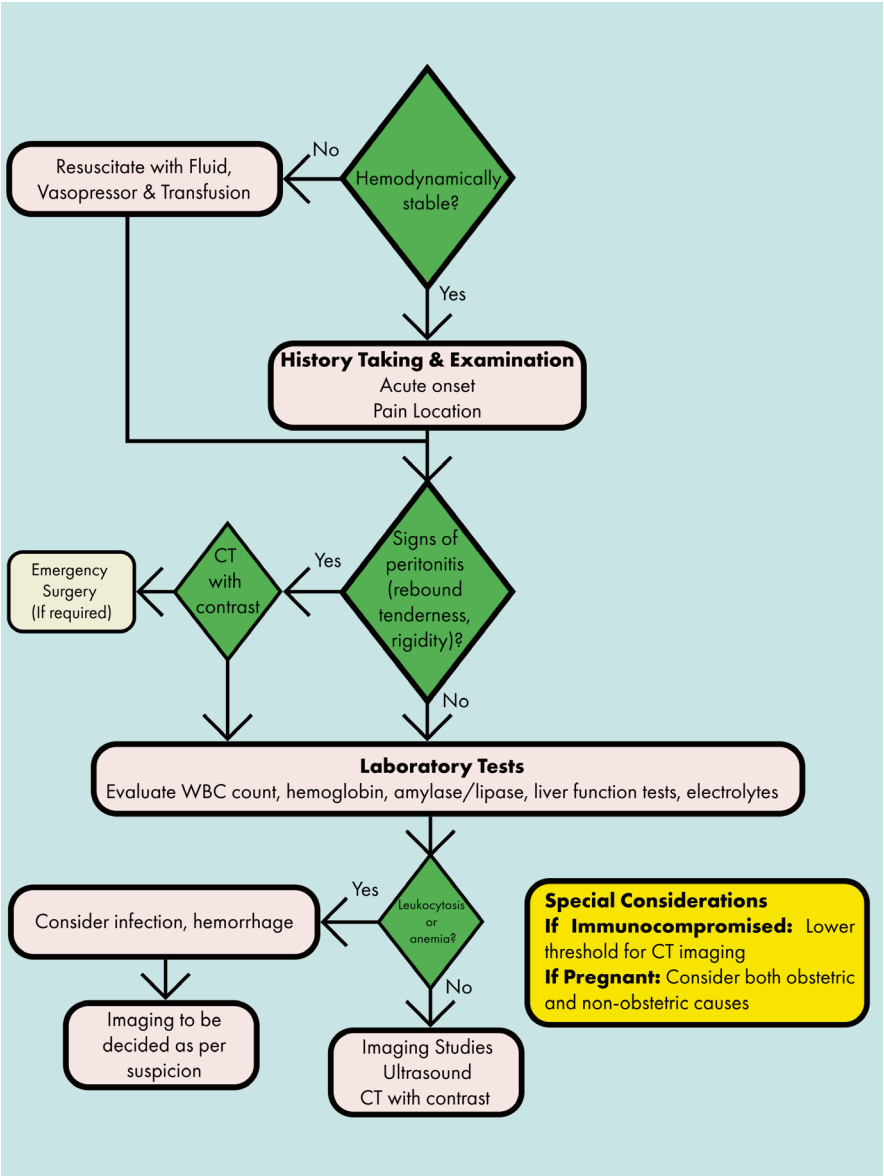 Hemodynamically
stable?
No
Resuscitate with Fluid,
Vasopressor & Transfusion
Yes
History Taking & Examination
Acute onset
Pain Location
Signs of
peritonitis
(rebound
tenderness,
rigidity)?
Yes
CT
with
contrast
Emergency
Surgery
(If required)
No
Laboratory Tests
Evaluate WBC count, hemoglobin, amylase/lipase, liver function tests, electrolytes
Leukocytosis
or
anemia?
Yes
Consider infection, hemorrhage
Imaging to be
decided as per
suspicion
No
Imaging Studies
Ultrasound
CT with contrast
Special Considerations
If Immunocompromised: Lower
threshold for CT imaging
If Pregnant: Consider both obstetric
and non-obstetric causes